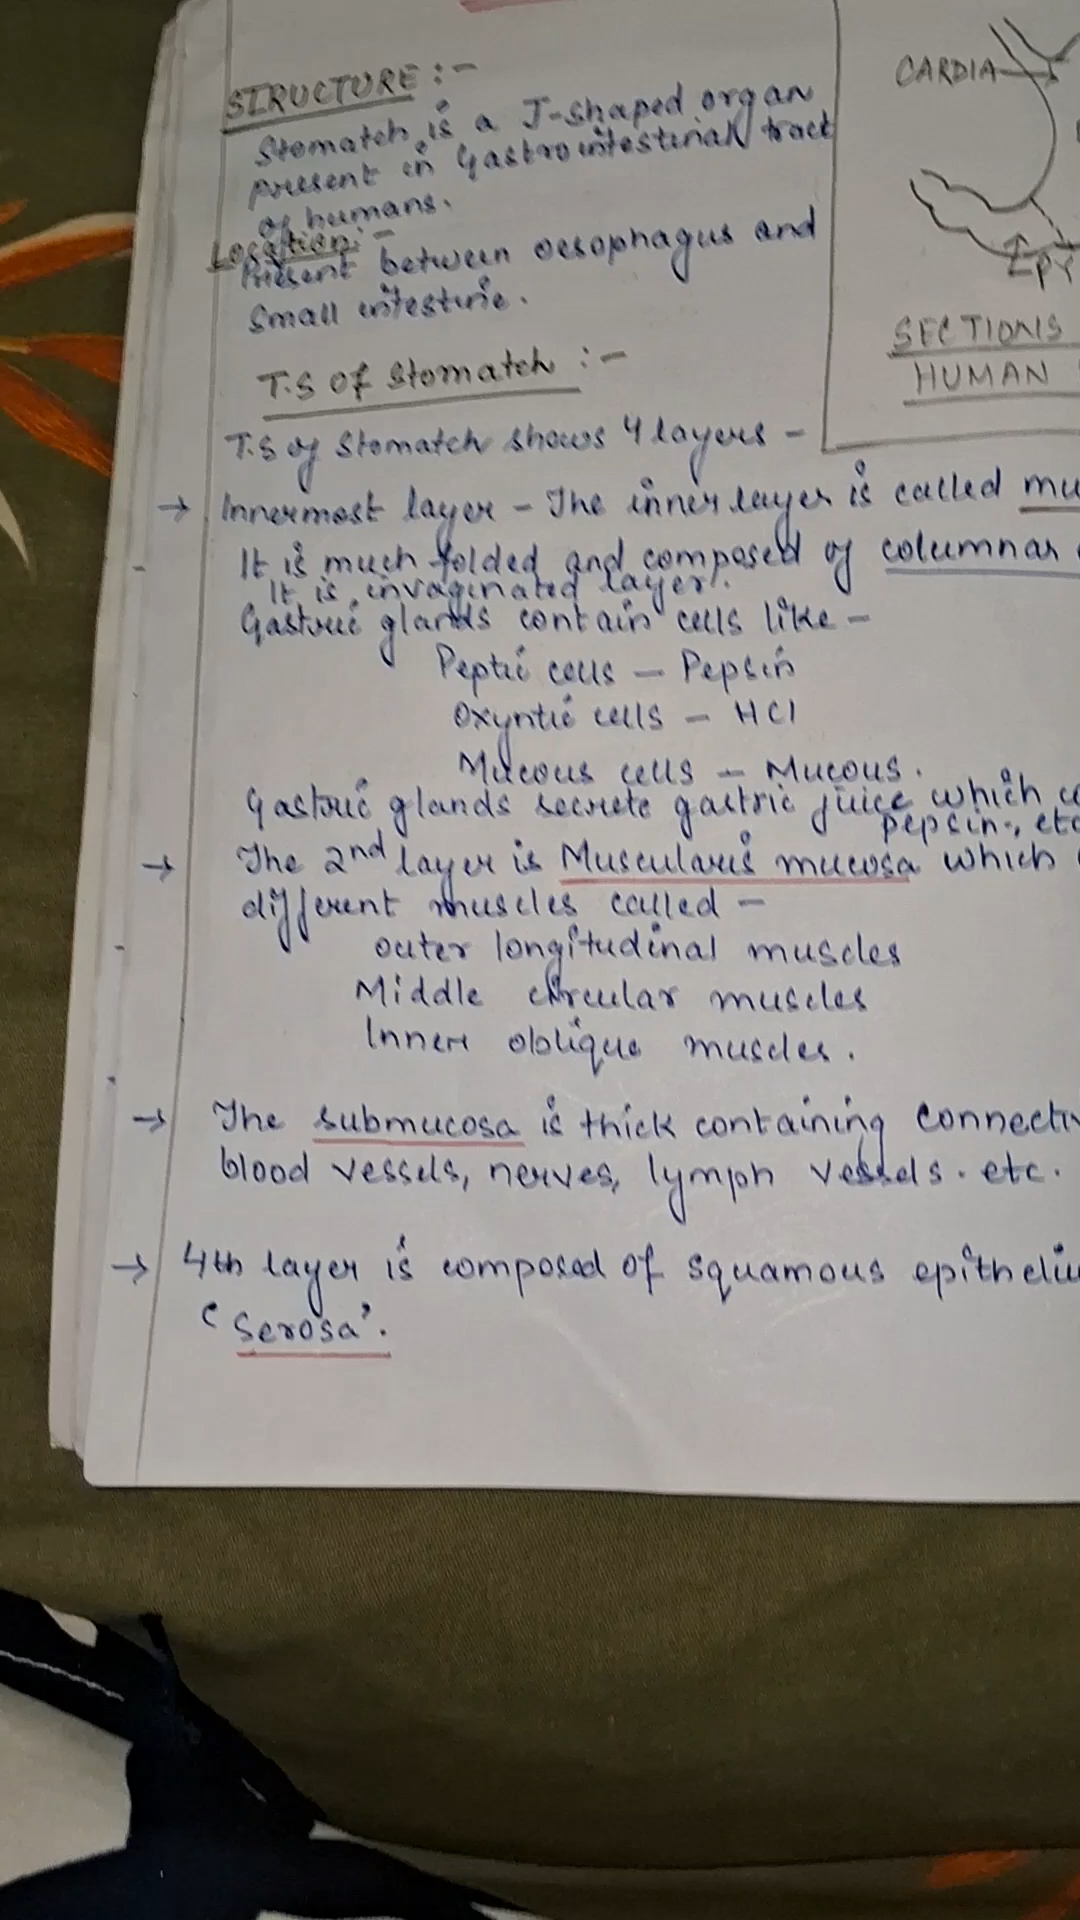 STRUCTURE :-
Stomatch is a J-shaped organ
present in Gastrointestinal tract
of humans.
Location:-
Present between oesophagus and
Small intestine.
T.S Of Stomatch :-
T.S of Stomatch shows 4 layers -
→ Innermost layer - The inner layer is called mu
It is much folded and composed of columnar
It is invaginated layer.
Gastric glands contain cells like -
Peptic cells - Pepsin
Oxyntic cells - HCl
Mucous cells - Mucous.
Gastric glands secrete gastric juice which
pepsin, etc
→ The 2nd layer is Muscularis mucosa which
different muscles called -
outer longitudinal muscles
Middle circular muscles
Inner oblique muscles.
→ The submucosa is thick containing connectiv
blood vessels, nerves, lymph vessels. etc.
→ 4th layer is composed of squamous epitheliu
'Serosa'.
CARDIA
PY
SECTIONS
HUMAN